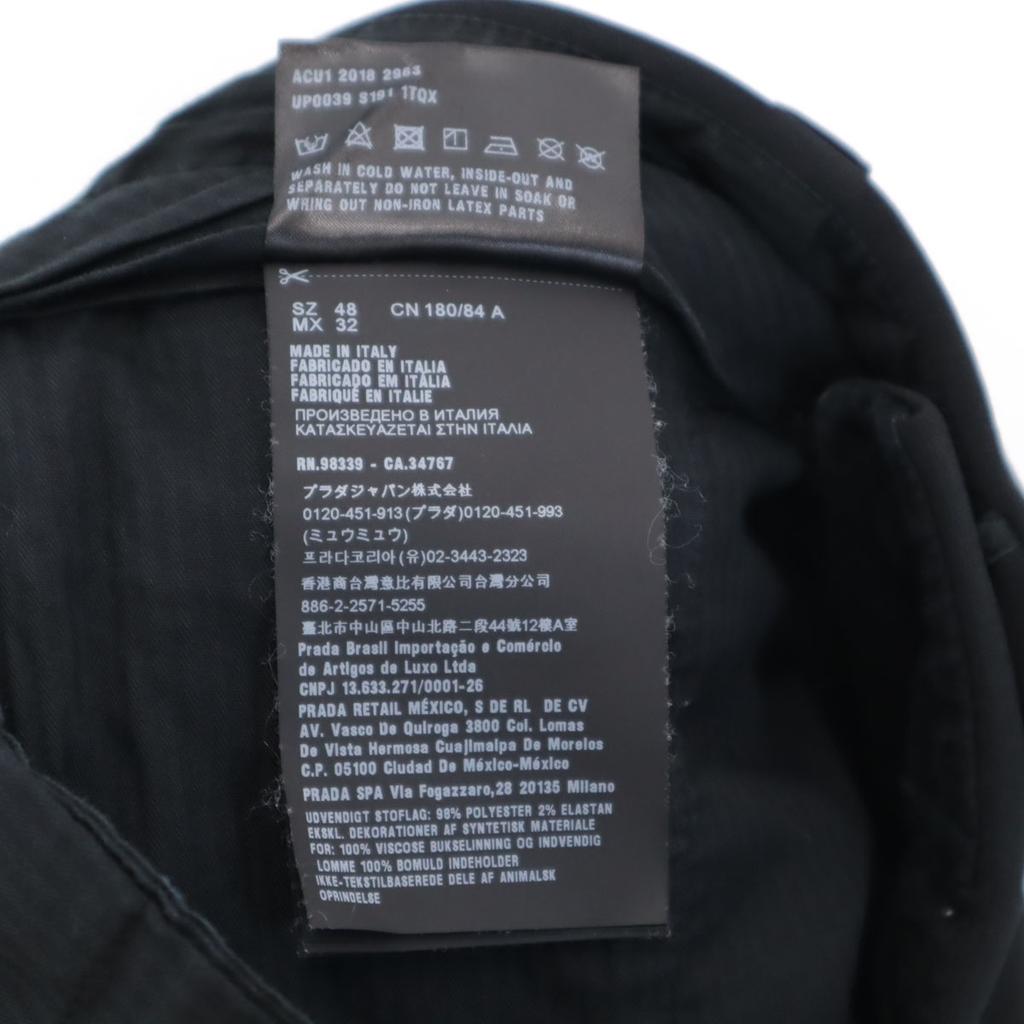 ACU1 2018 2963
UP0039 S191 1TQX
WASH IN COLD WATER, INSIDE-OUT AND
SEPARATELY DO NOT LEAVE IN SOAK OR
WRING OUT NON-IRON LATEX PARTS
SZ 48 CN 180/84 A
MX 32
MADE IN ITALY
FABRICADO EN ITALIA
FABRICADO EM ITÁLIA
FABRIQUÉ EN ITALIE
ПРОИЗВЕДЕНО В ИТАЛИЯ
ΚΑΤΑΣΚΕΥΑΖΕΤΑΙ ΣΤΗΝ ΙΤΑΛΙΑ
RN.98339 - CA.34767
プラダジャパン株式会社
0120-451-913(プラダ)0120-451-993
(ミュウミュウ)
프라다코리아(유)02-3443-2323
香港商台灣意比有限公司台灣分公司
886-2-2571-5255
臺北市中山區中山北路二段44號12樓A室
Prada Brasil Importação e Comércio
de Artigos de Luxo Ltda
CNPJ 13.633.271/0001-26
PRADA RETAIL MÉXICO, S DE RL DE CV
AV. Vasco De Quiroga 3800 Col. Lomas
De Vista Hermosa Cuajimalpa De Morelos
C.P. 05100 Ciudad De México-México
PRADA SPA Via Fogazzaro,28 20135 Milano
UDVENDIGT STOFLAG: 98% POLYESTER 2% ELASTAN
EKSKL. DEKORATIONER AF SYNTETISK MATERIALE
FOR: 100% VISCOSE BUKSELINNING OG INDVENDIG
LOMME 100% BOMULD INDEHOLDER
IKKE-TEKSTILBASEREDE DELE AF ANIMALSK
OPRINDELSE